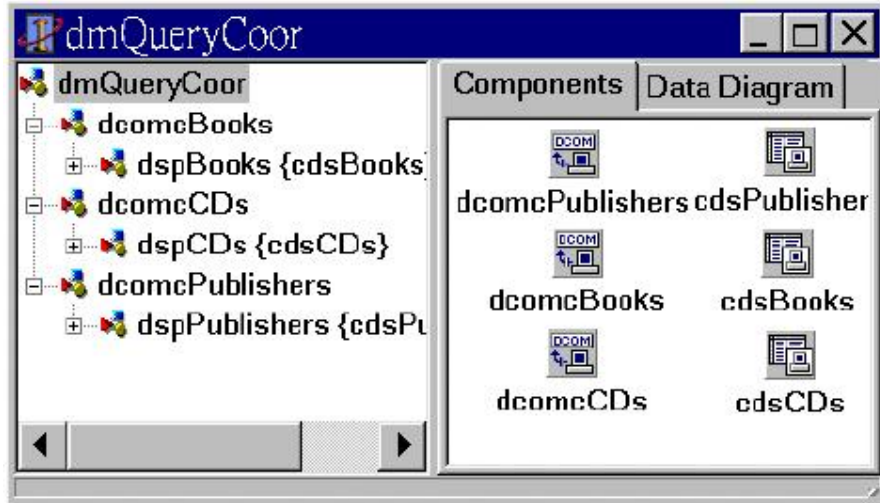 dmQueryCoor
dmQueryCoor
dcomcBooks
dspBooks {cdsBooks}
dcomcCDs
dspCDs {cdsCDs}
dcomcPublishers
dspPublishers {cdsPu
Components
Data Diagram
DCOM
dcomcPublishers
cdsPublisher
DCOM
dcomcBooks
cdsBooks
DCOM
dcomcCDs
cdsCDs